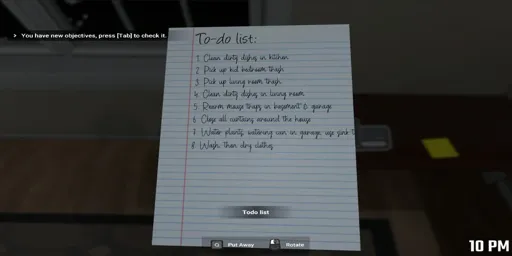 > You have new objectives, press [Tab] to check it.
To-do list:
1. Clean dirty dishes in kitchen
2. Pick up kid bedroom trash
3. Pick up living room trash
4. Clean dirty dishes in living room
5. Rearm mouse traps in basement & garage
6. Close all curtains around the house
7. Water plants, watering can in garage, use sink t
8. Wash, then dry clothes
Todo list
Put Away
Rotate
10 PM